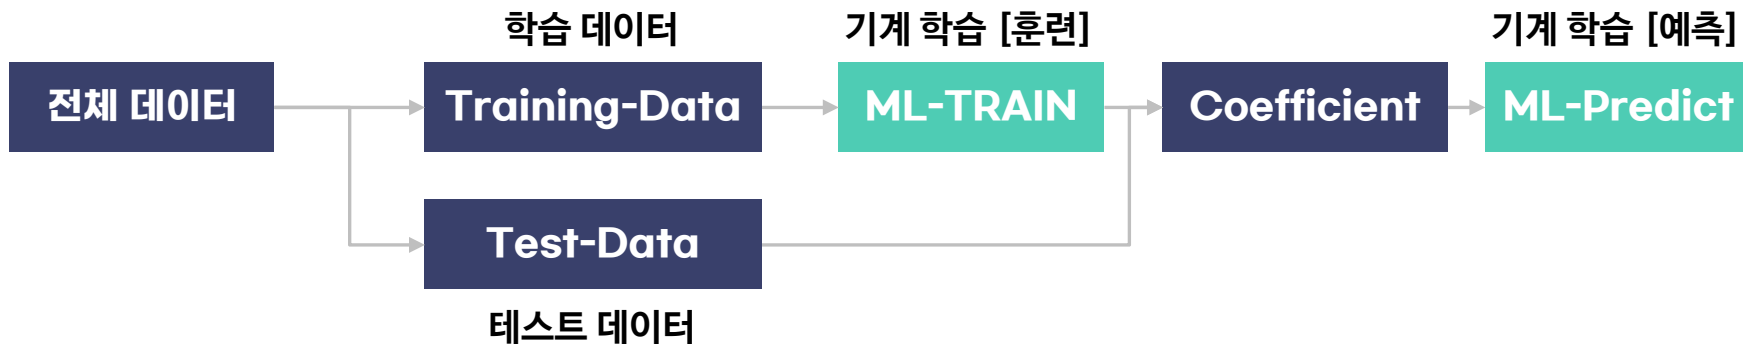 학습 데이터
기계 학습 [훈련]
기계 학습 [예측]
전체 데이터
Training-Data
ML-TRAIN
Coefficient
ML-Predict
Test-Data
테스트 데이터